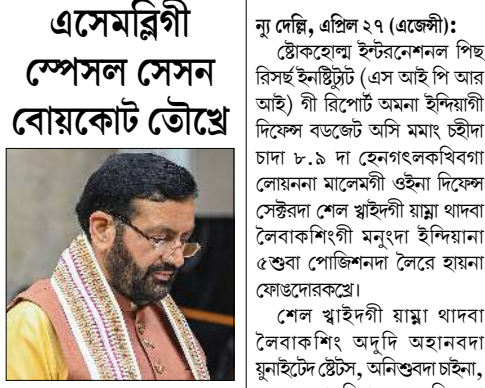 এসেমব্লিগী
স্পেসল সেসন
বোয়কোট তৌখ্রে
ন্যু দেল্লি, এপ্রিল ২৭ (এজেন্সী):
ষ্টোকহোল্ম ইন্টরনেশনল পিছ
রিসর্ছ ইনষ্টিট্যুট (এস আই পি আর
আই) গী রিপোর্ট অমনা ইন্দিয়াগী
দিফেন্স বডজেট অসি মমাং চহীদা
চাদা ৮.৯ দা হেনগৎলকখিবগা
লোয়ননা মালেমগী ওইনা দিফেন্স
সেক্টরদা শেল খ্বাইদগী য়াম্না থাদবা
লৈবাকশিংগী মনুংদা ইন্দিয়ানা
৫শুবা পোজিশনদা লৈরে হায়না
ফোঙদোরকখ্রে।
শেল খ্বাইদগী য়াম্না থাদবা
লৈবাকশিং অদুদি অহানবদা
য়ুনাইটেদ ষ্টেটস, অনিশুবদা চাইনা,